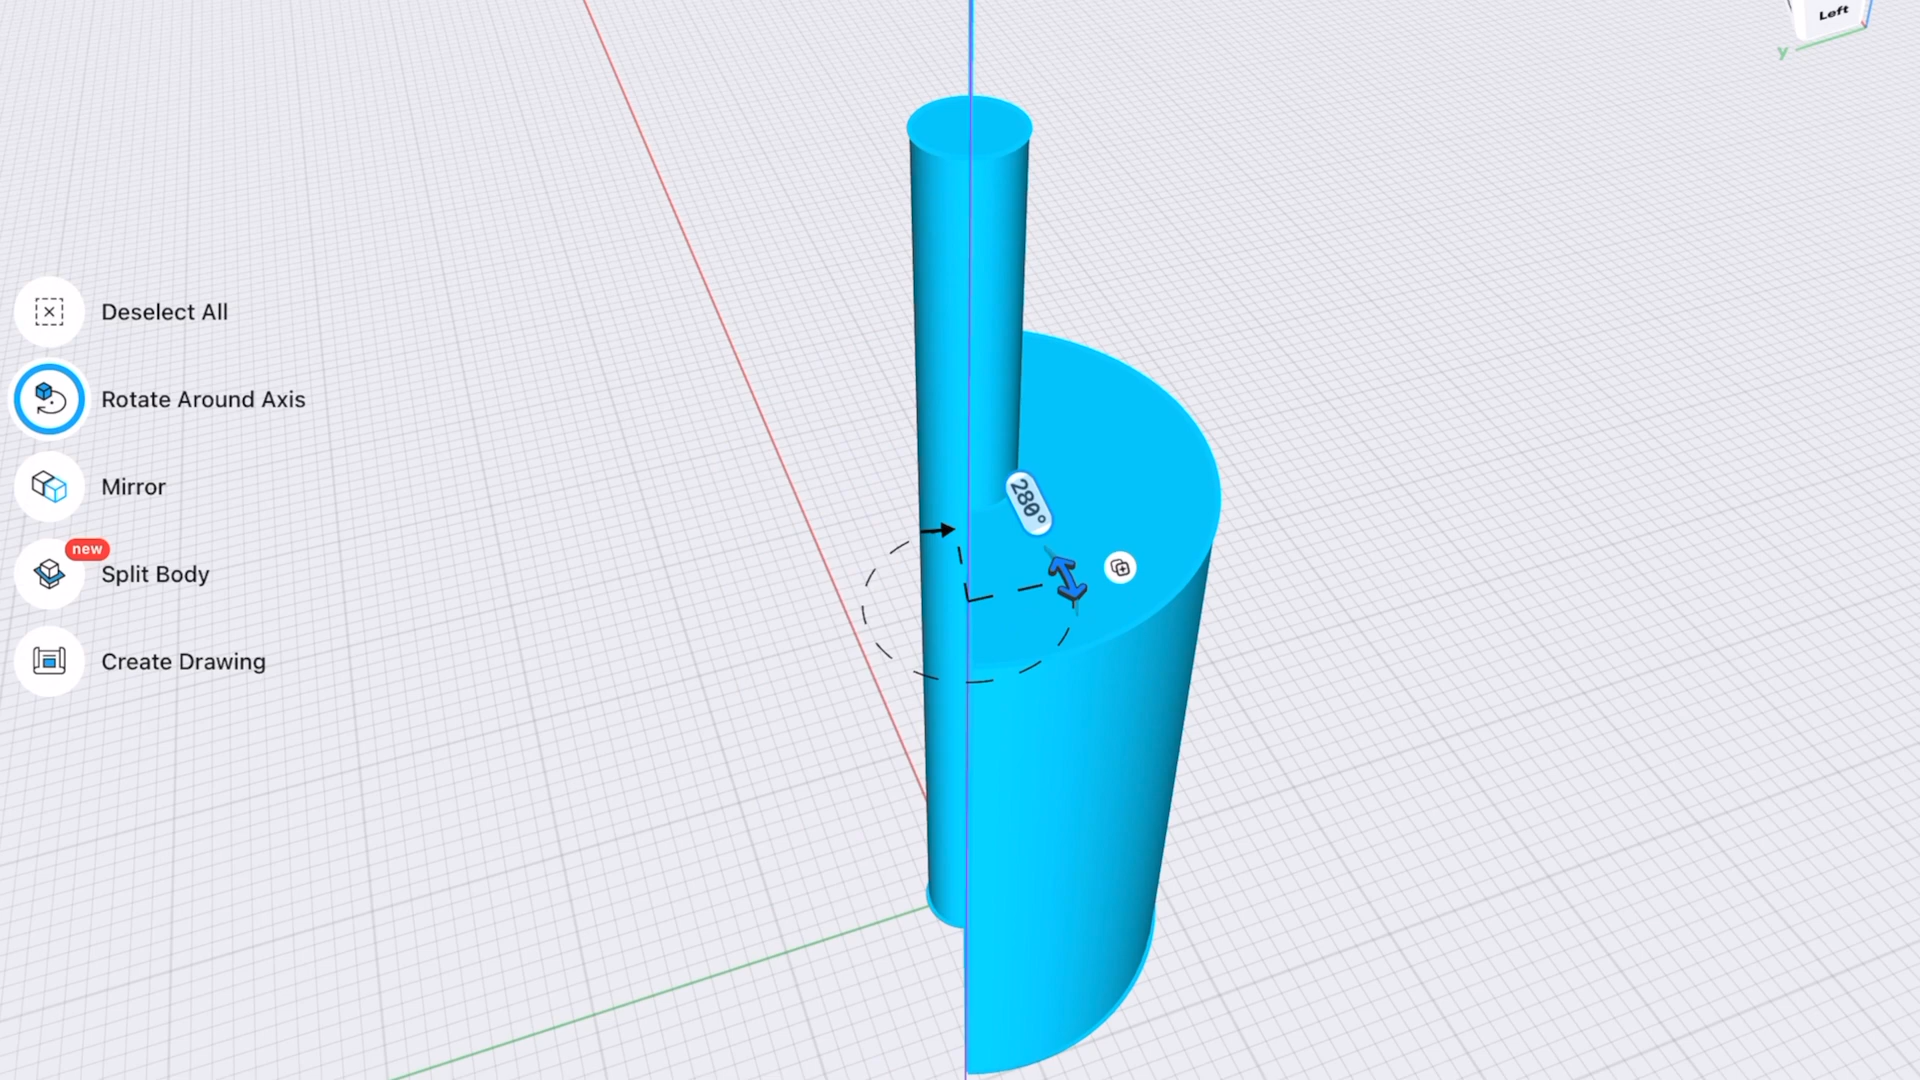 Left
y
Deselect All
Rotate Around Axis
280°
Mirror
new
Split Body
Create Drawing